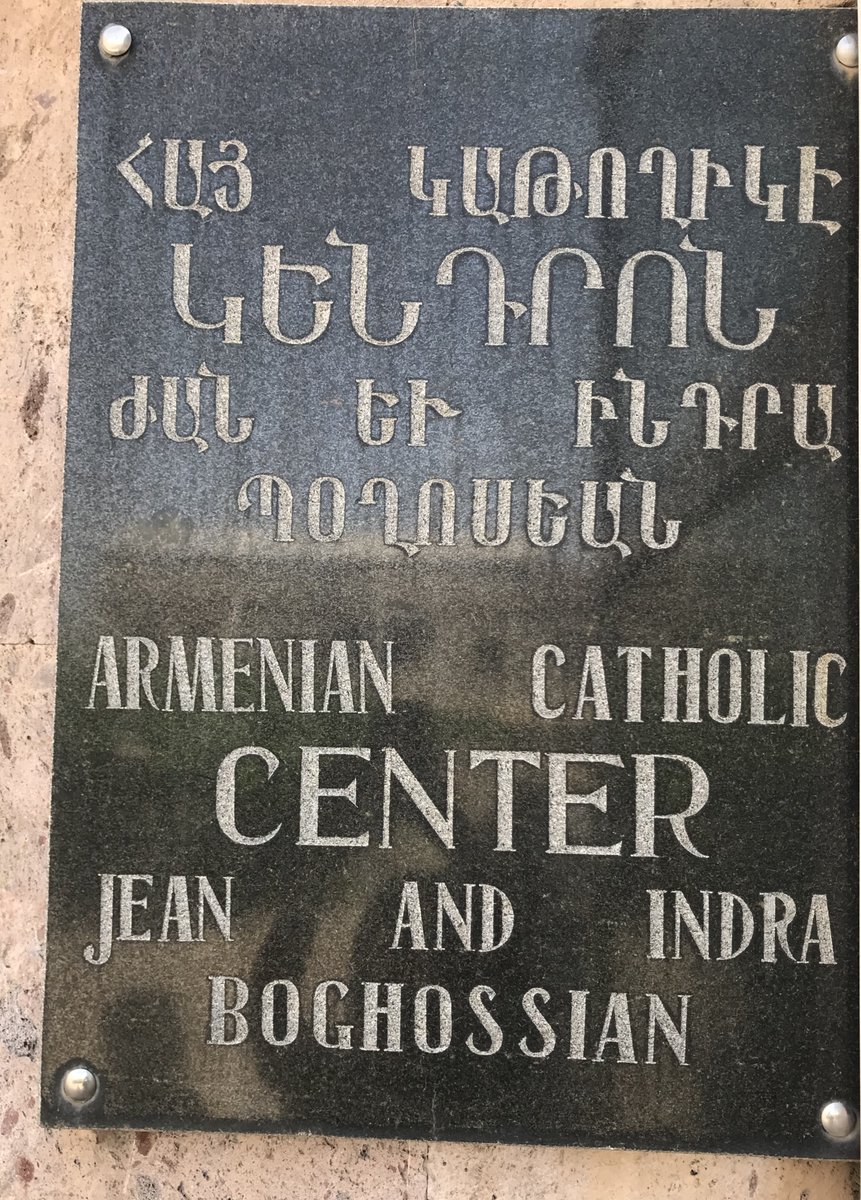 ՀԱՅ ԿԱԹՈՂԻԿԷ
ԿԵՆԴՐՈՆ
ԺԱՆ ԵՒ ԻՆԴՐԱ
ՊՕՂՈՍԵԱՆ
ARMENIAN CATHOLIC
CENTER
JEAN AND INDRA
BOGHOSSIAN